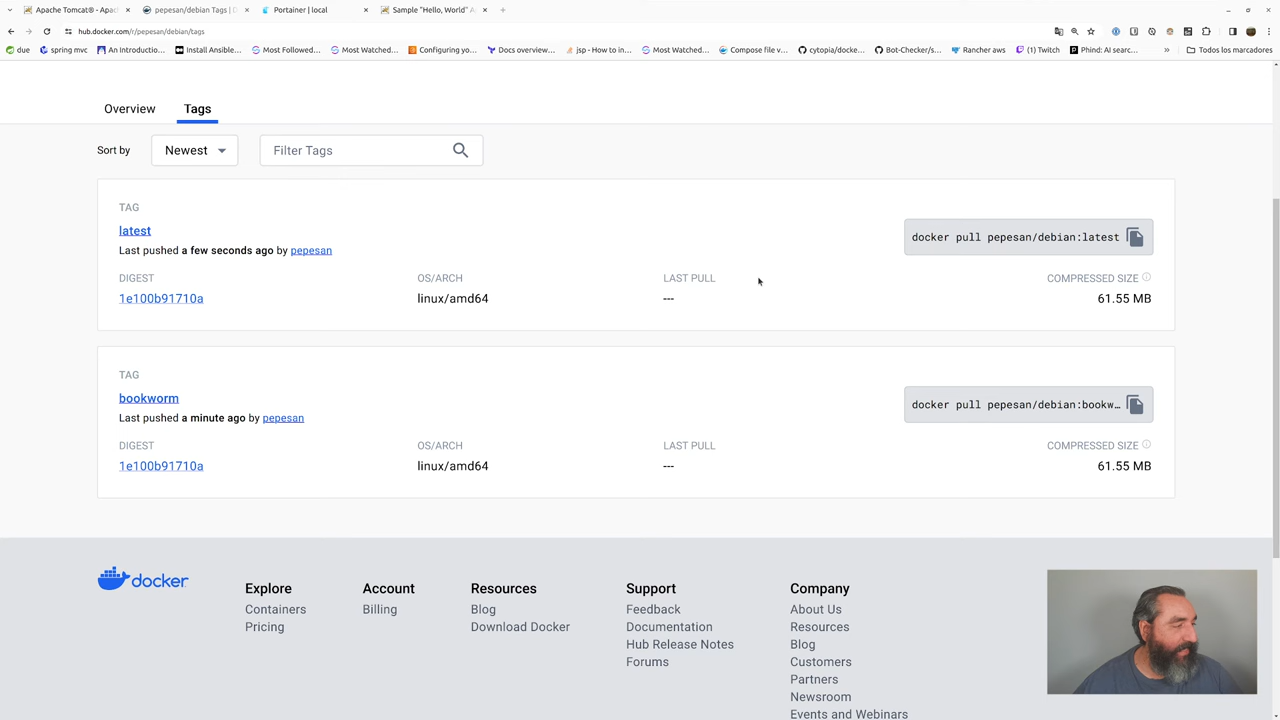 Apache Tomcat® - Apac
pepesan/debian Tags | D
Portainer | local
Sample "Hello, World" A
hub.docker.com/r/pepesan/debian/tags
due
spring mvc
An Introductio...
Install Ansible...
Most Followed...
Most Watched...
Configuring yo...
Docs overview...
jsp - How to in...
Most Watched...
Compose file v...
cytopia/docke...
Bot-Checker/s...
Rancher aws
(1) Twitch
Phind: AI searc...
»
Todos los marcadores
Overview
Tags
Sort by
Newest
Filter Tags
TAG
latest
docker pull pepesan/debian:latest
Last pushed a few seconds ago by pepesan
DIGEST
OS/ARCH
LAST PULL
COMPRESSED SIZE
1e100b91710a
linux/amd64
---
61.55 MB
TAG
bookworm
docker pull pepesan/debian:bookw…
Last pushed a minute ago by pepesan
DIGEST
OS/ARCH
LAST PULL
COMPRESSED SIZE
1e100b91710a
linux/amd64
---
61.55 MB
docker
Explore
Containers
Pricing
Account
Billing
Resources
Blog
Download Docker
Support
Feedback
Documentation
Hub Release Notes
Forums
Company
About Us
Resources
Blog
Customers
Partners
Newsroom
Events and Webinars